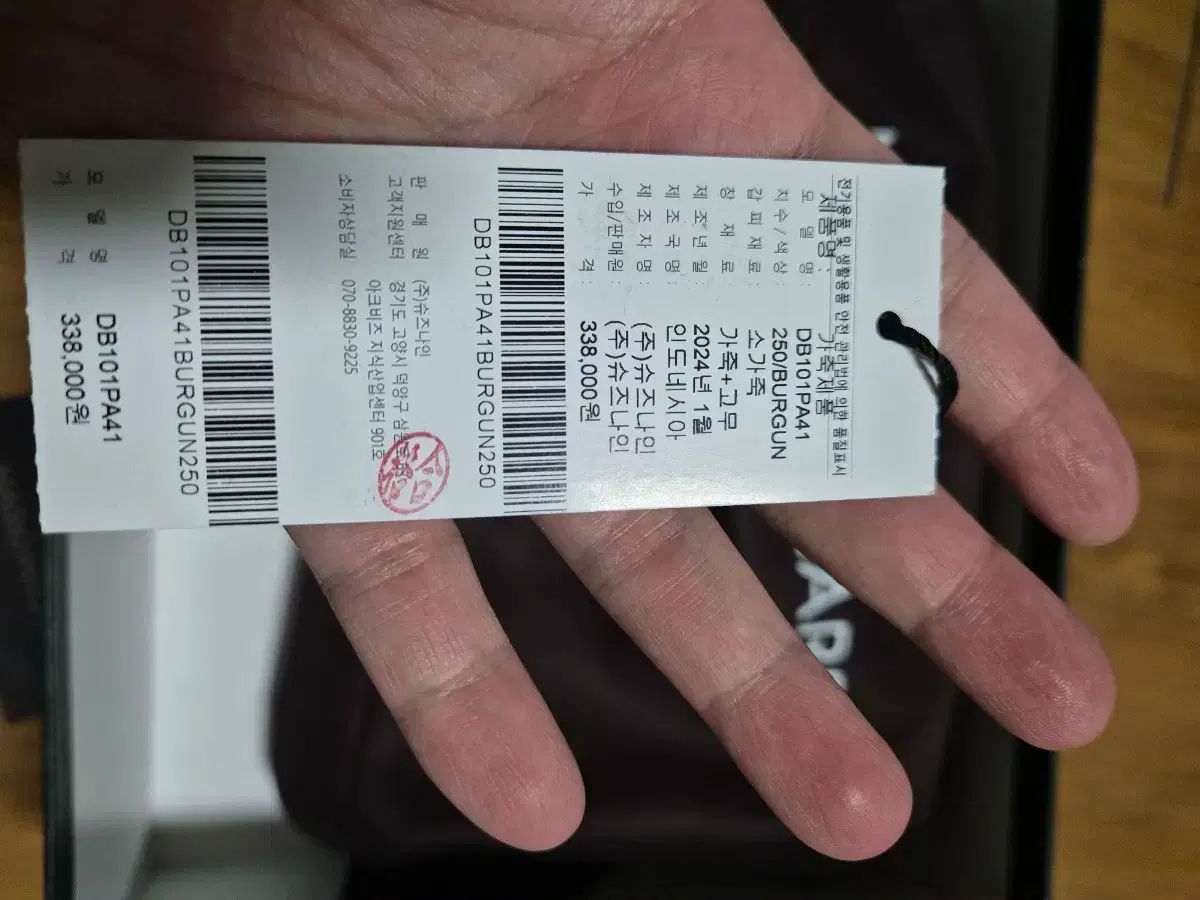 전기용품 및 생활용품 안전 관리법에 의한 품질표시
제품명 : 가죽제품
모델명 : DB101PA41
치수/색상 : 250/BURGUN
갑피재료 : 소가죽
창재료 : 가죽+고무
제조년월 : 2024년 1월
제조국명 : 인도네시아
제조자명 : (주)슈즈나인
수입/판매원 : (주)슈즈나인
가격 : 338,000원
DB101PA41BURGUN250
판매원 (주)슈즈나인
고객지원센터 경기도 고양시 덕양구
아크비즈 지식산업센터 901호
소비자상담실 070-8830-9225
DB101PA41BURGUN250
모델명 DB101PA41
가격 338,000원